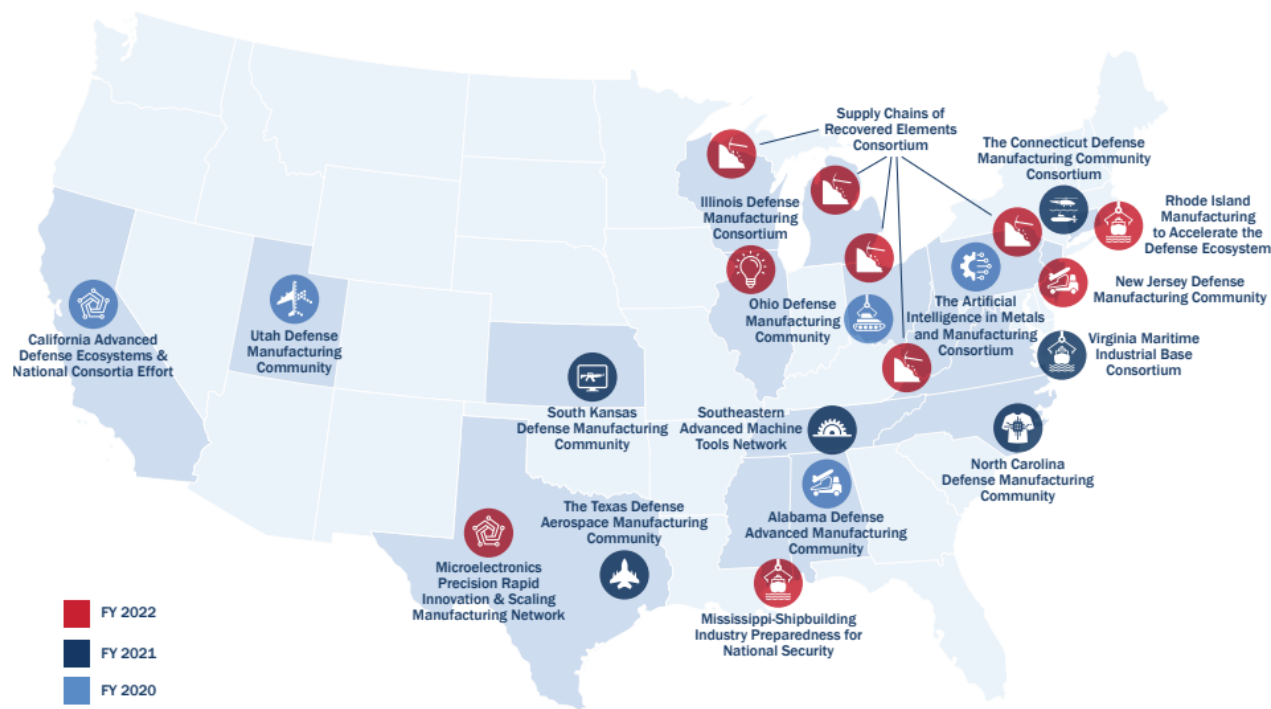 Supply Chains of
Recovered Elements
Consortium
The Connecticut Defense
Manufacturing Community
Consortium
Rhode Island
Manufacturing
to Accelerate the
Defense Ecosystem
Illinois Defense
Manufacturing
Consortium
New Jersey Defense
Manufacturing Community
Ohio Defense
Manufacturing
Community
The Artificial
Intelligence in Metals
and Manufacturing
Consortium
Virginia Maritime
Industrial Base
Consortium
California Advanced
Defense Ecosystems &
National Consortia Effort
Utah Defense
Manufacturing
Community
South Kansas
Defense Manufacturing
Community
Southeastern
Advanced Machine
Tools Network
North Carolina
Defense Manufacturing
Community
The Texas Defense
Aerospace Manufacturing
Community
Alabama Defense
Advanced Manufacturing
Community
Microelectronics
Precision Rapid
Innovation & Scaling
Manufacturing Network
Mississippi-Shipbuilding
Industry Preparedness for
National Security
FY 2022
FY 2021
FY 2020